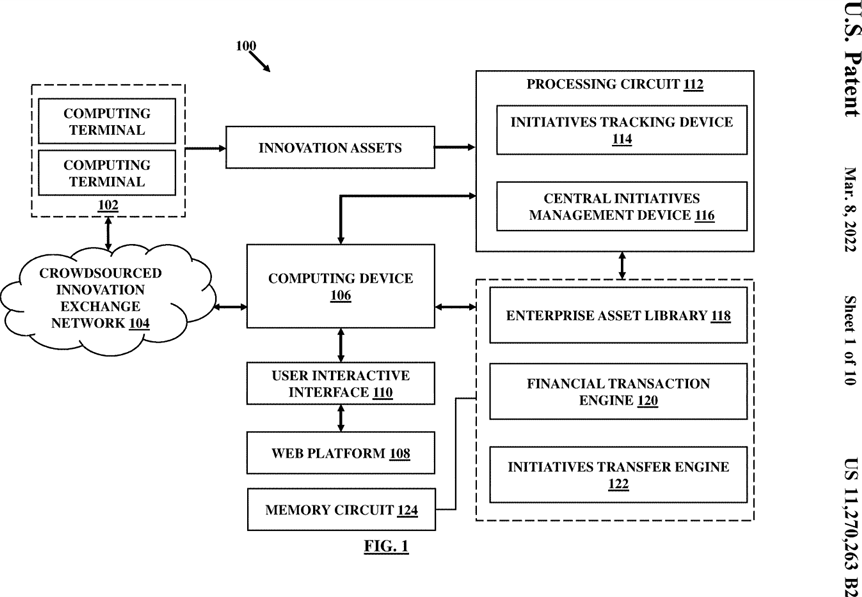 100
COMPUTING
TERMINAL
COMPUTING
TERMINAL
102
INNOVATION ASSETS
PROCESSING CIRCUIT 112
INITIATIVES TRACKING DEVICE
114
CENTRAL INITIATIVES
MANAGEMENT DEVICE 116
CROWDSOURCED
INNOVATION
EXCHANGE
NETWORK 104
COMPUTING DEVICE
106
ENTERPRISE ASSET LIBRARY 118
USER INTERACTIVE
INTERFACE 110
FINANCIAL TRANSACTION
ENGINE 120
WEB PLATFORM 108
INITIATIVES TRANSFER ENGINE
122
MEMORY CIRCUIT 124
FIG. 1
U.S. Patent
Mar. 8, 2022
Sheet 1 of 10
US 11,270,263 B2